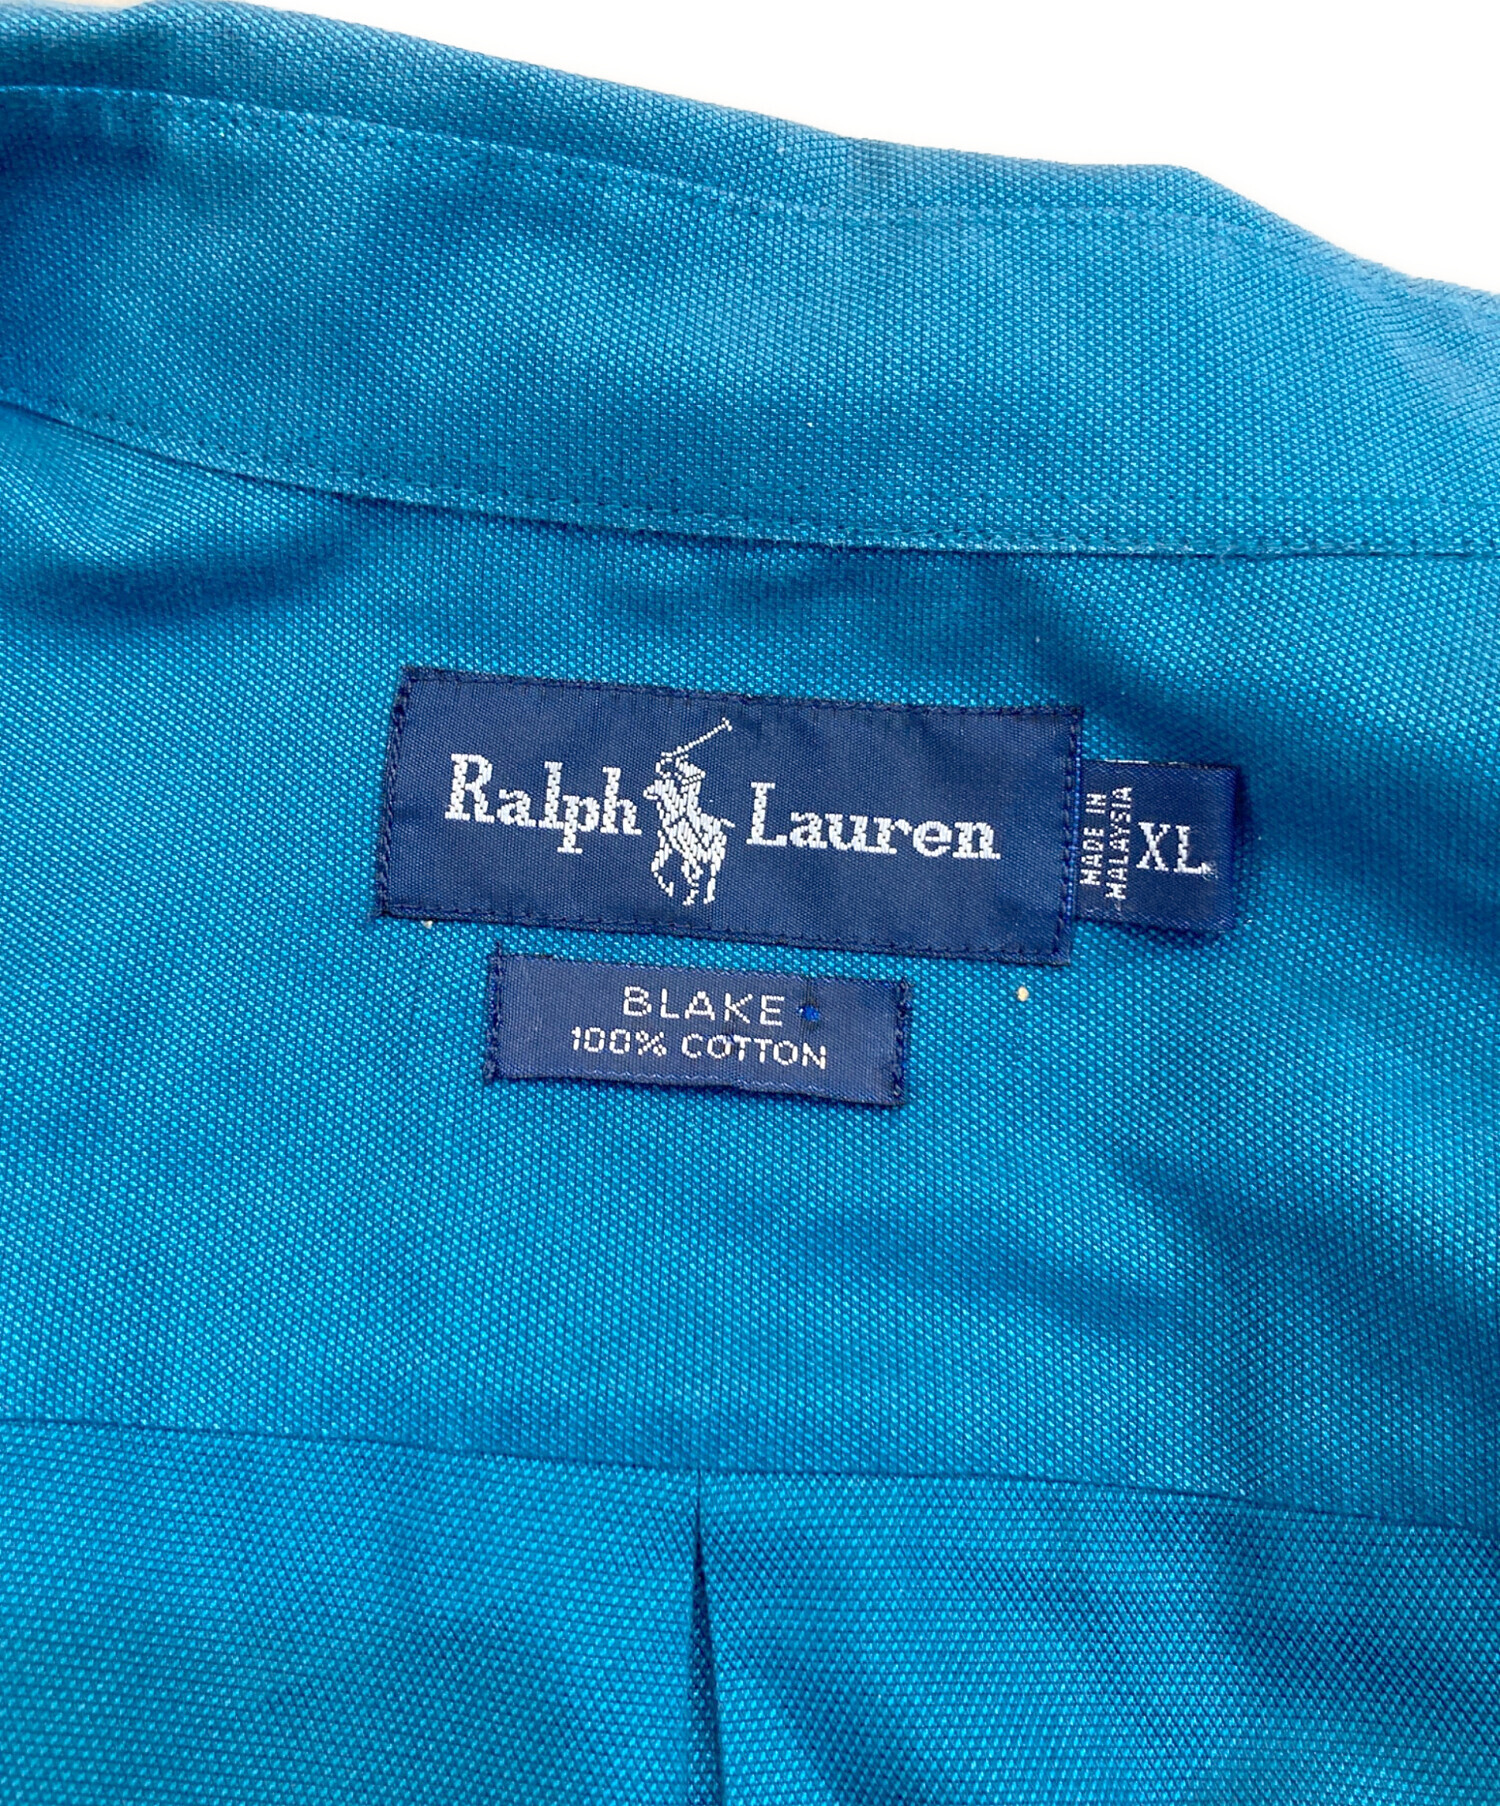 Ralph Lauren
MADE IN
MALAYSIA
XL
BLAKE
100% COTTON